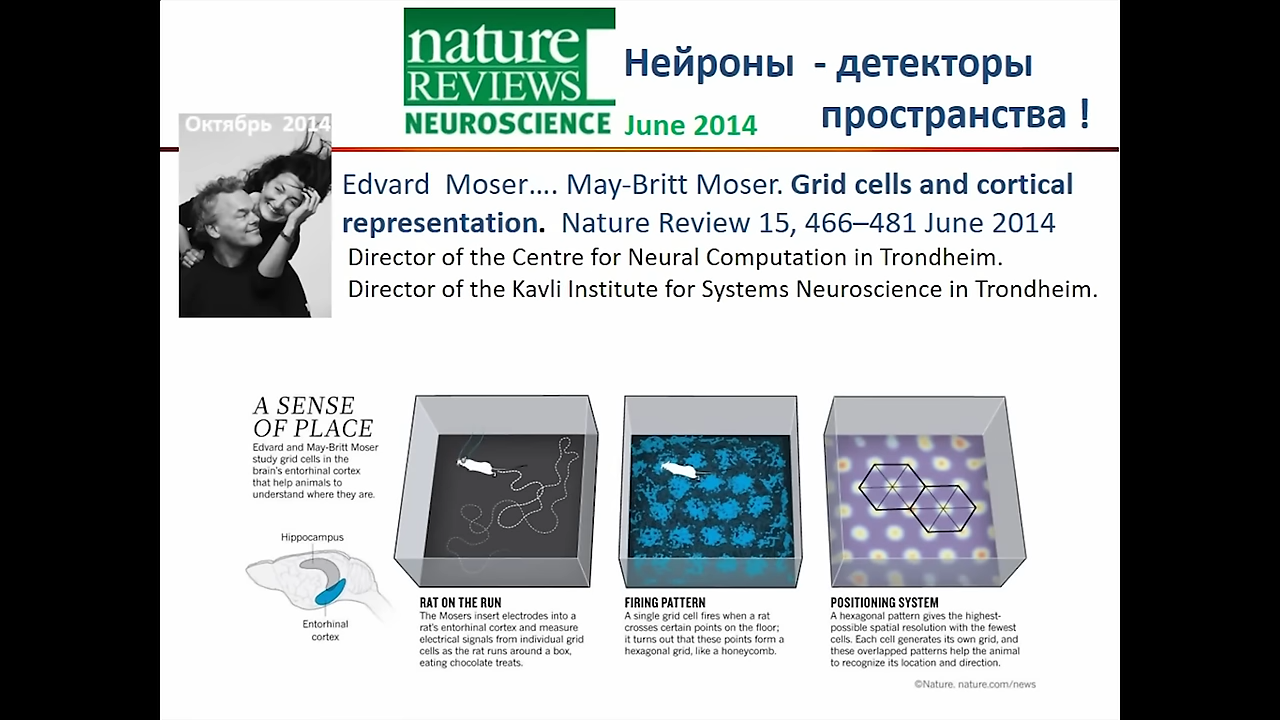 nature
REVIEWS
NEUROSCIENCE
Нейроны - детекторы
пространства !
June 2014
Октябрь 2014
Edvard Moser…. May-Britt Moser. Grid cells and cortical
representation. Nature Review 15, 466–481 June 2014
Director of the Centre for Neural Computation in Trondheim.
Director of the Kavli Institute for Systems Neuroscience in Trondheim.
A SENSE
OF PLACE
Edvard and May-Britt Moser
study grid cells in the
brain's entorhinal cortex
that help animals to
understand where they are.
Hippocampus
Entorhinal
cortex
RAT ON THE RUN
The Mosers insert electrodes into a
rat's entorhinal cortex and measure
electrical signals from individual grid
cells as the rat runs around a box,
eating chocolate treats.
FIRING PATTERN
A single grid cell fires when a rat
crosses certain points on the floor;
it turns out that these points form a
hexagonal grid, like a honeycomb.
POSITIONING SYSTEM
A hexagonal pattern gives the highest-
possible spatial resolution with the fewest
cells. Each cell generates its own grid, and
these overlapped patterns help the animal
to recognize its location and direction.
©Nature. nature.com/news